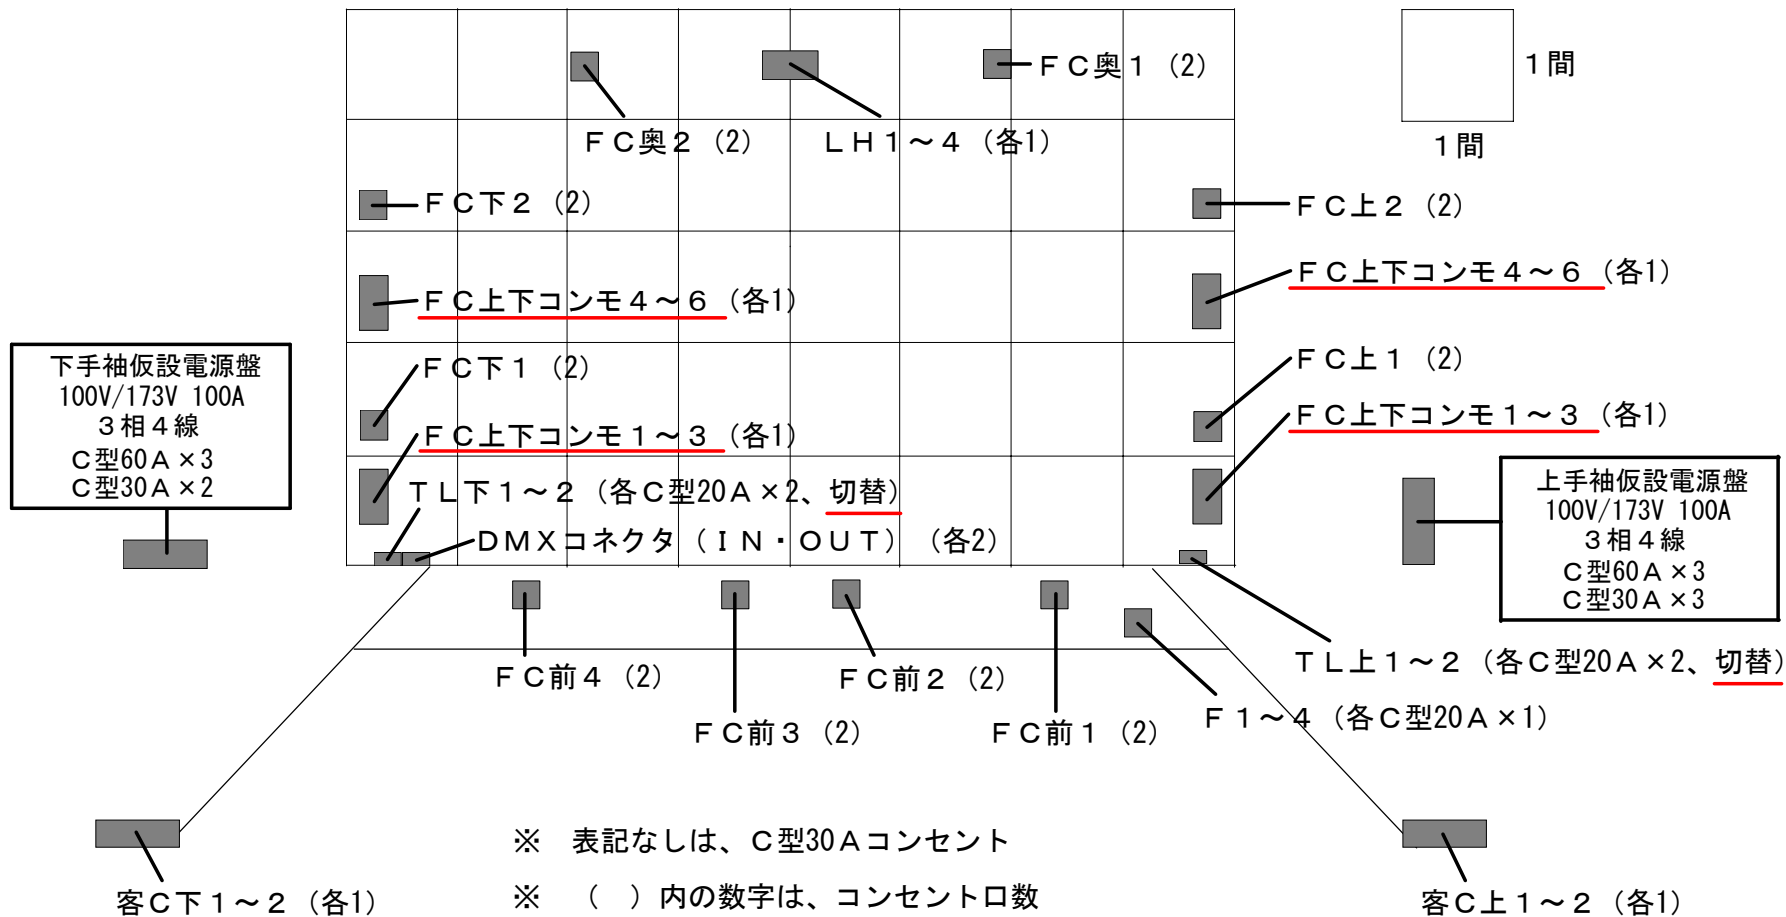 ＦＣ奥１（2）
１間
ＦＣ奥２（2）
ＬＨ１～４（各1）
１間
ＦＣ下２（2）
ＦＣ上２（2）
ＦＣ上下コンモ４～６（各1）
ＦＣ上下コンモ４～６（各1）
下手袖仮設電源盤
100V/173V 100A
３相４線
Ｃ型60Ａ×3
Ｃ型30Ａ×2
ＦＣ下１（2）
ＦＣ上１（2）
ＦＣ上下コンモ１～３（各1）
ＦＣ上下コンモ１～３（各1）
ＴＬ下１～２（各Ｃ型20Ａ×2、切替）
ＤＭＸコネクタ（ＩＮ・ＯＵＴ）（各2）
上手袖仮設電源盤
100V/173V 100A
３相４線
Ｃ型60Ａ×3
Ｃ型30Ａ×3
ＦＣ前４（2）
ＦＣ前２（2）
ＴＬ上１～２（各Ｃ型20Ａ×2、切替）
ＦＣ前３（2）
ＦＣ前１（2）
Ｆ１～４（各Ｃ型20Ａ×1）
※　表記なしは、Ｃ型30Ａコンセント
※　（　）内の数字は、コンセント口数
客Ｃ下１～２（各1）
客Ｃ上１～２（各1）